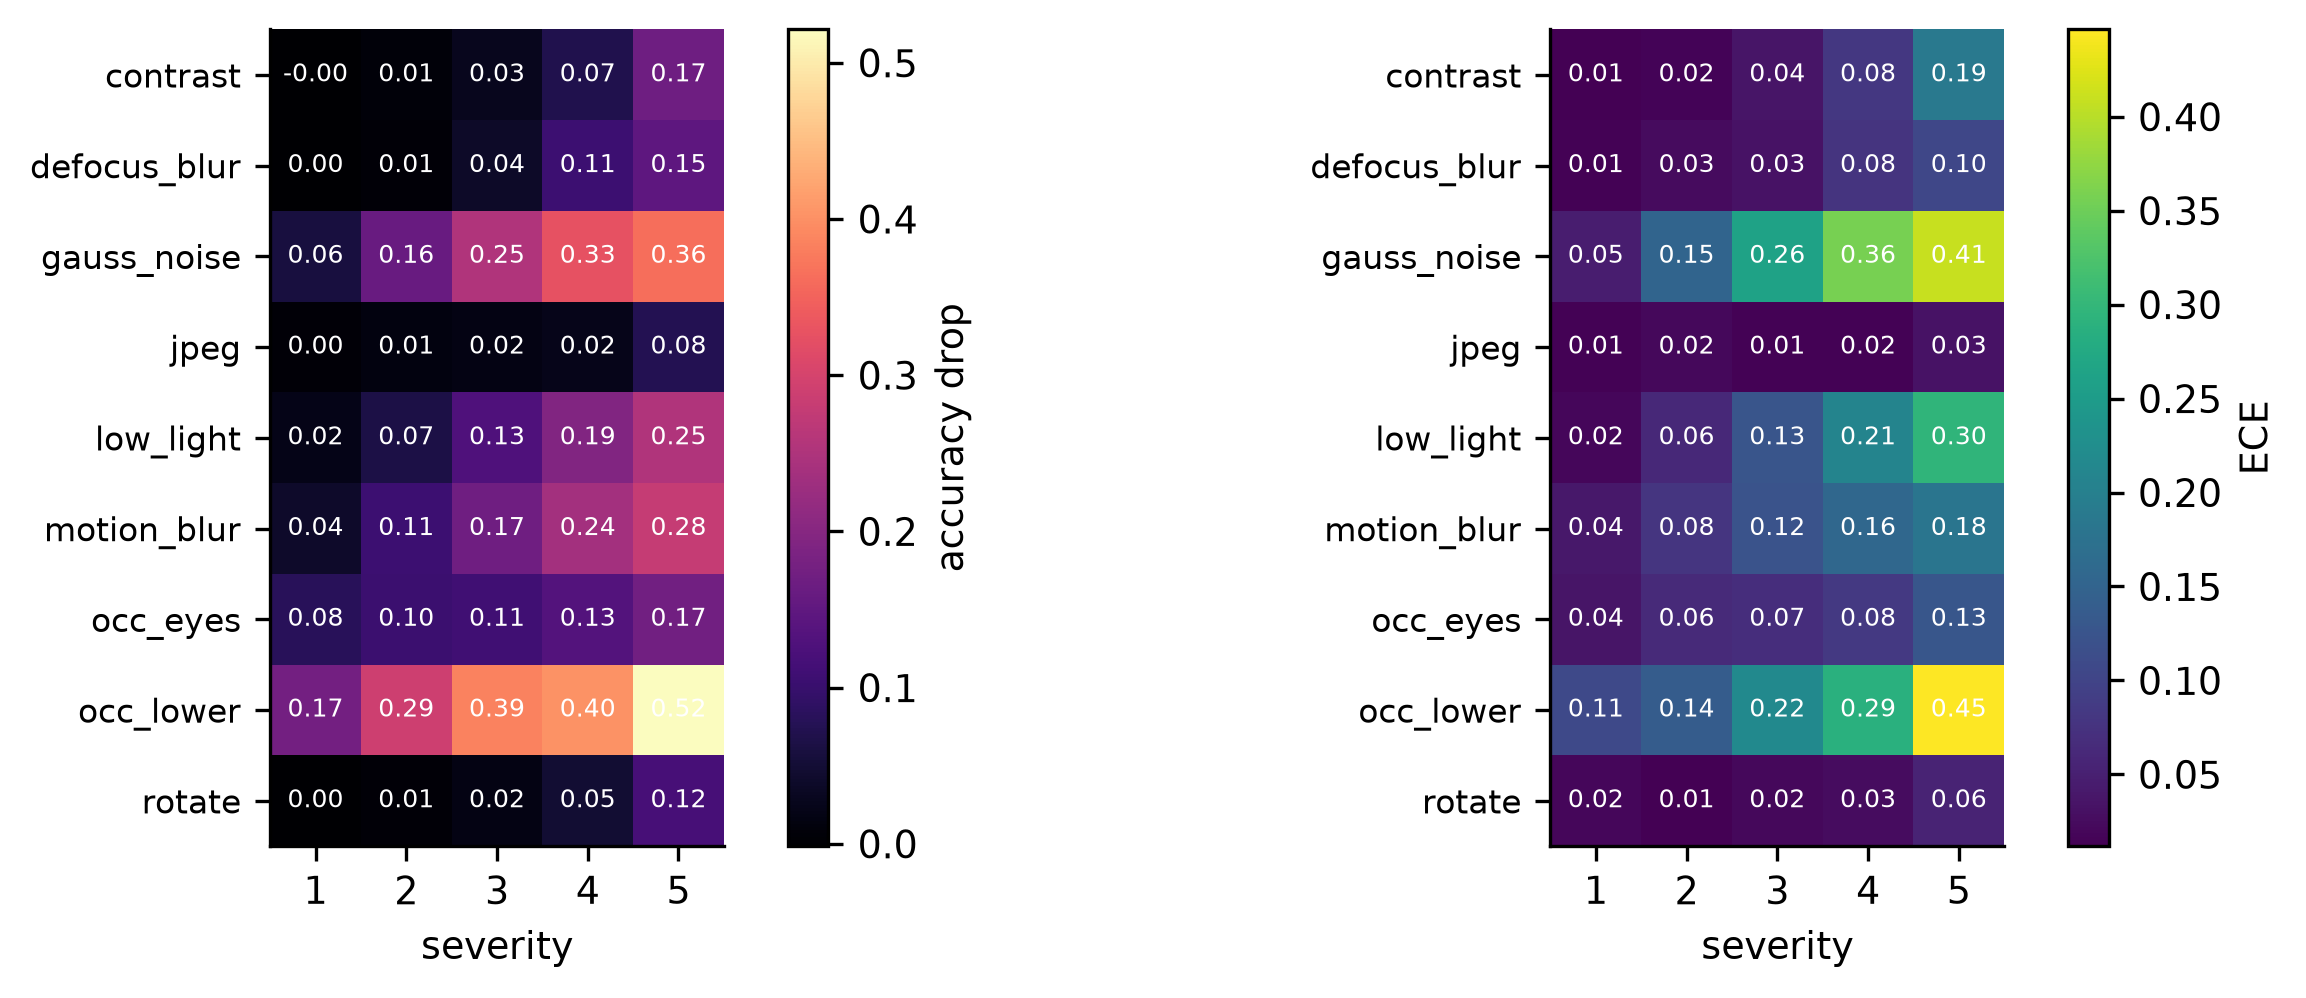 contrast -0.00 0.01 0.03 0.07 0.17
defocus_blur 0.00 0.01 0.04 0.11 0.15
gauss_noise 0.06 0.16 0.25 0.33 0.36
jpeg 0.00 0.01 0.02 0.02 0.08
low_light 0.02 0.07 0.13 0.19 0.25
motion_blur 0.04 0.11 0.17 0.24 0.28
occ_eyes 0.08 0.10 0.11 0.13 0.17
occ_lower 0.17 0.29 0.39 0.40 0.52
rotate 0.00 0.01 0.02 0.05 0.12
1 2 3 4 5
severity
0.5
0.4
0.3
0.2
0.1
0.0
accuracy drop
contrast 0.01 0.02 0.04 0.08 0.19
defocus_blur 0.01 0.03 0.03 0.08 0.10
gauss_noise 0.05 0.15 0.26 0.36 0.41
jpeg 0.01 0.02 0.01 0.02 0.03
low_light 0.02 0.06 0.13 0.21 0.30
motion_blur 0.04 0.08 0.12 0.16 0.18
occ_eyes 0.04 0.06 0.07 0.08 0.13
occ_lower 0.11 0.14 0.22 0.29 0.45
rotate 0.02 0.01 0.02 0.03 0.06
1 2 3 4 5
severity
0.40
0.35
0.30
0.25
0.20
0.15
0.10
0.05
ECE